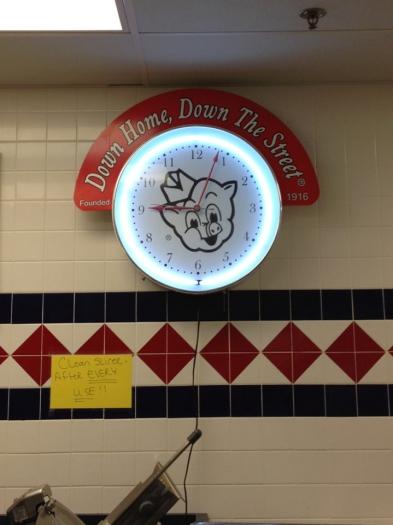 Down Home, Down The Street®
Founded 1916
12
1
2
3
4
5
6
7
8
9
10
11
®
Clean Slicer
After EVERY
USE!!